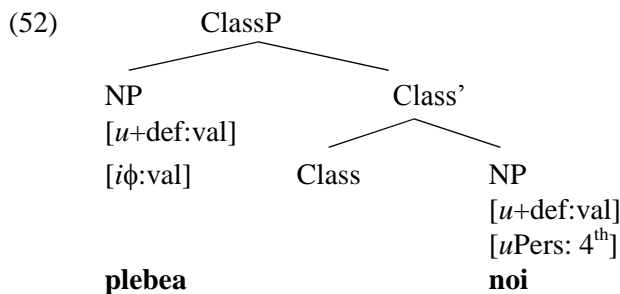 (52) ClassP
NP Class’
[u+def:val]
[iϕ:val] Class NP
[u+def:val]
[uPers: 4th]
plebea noi